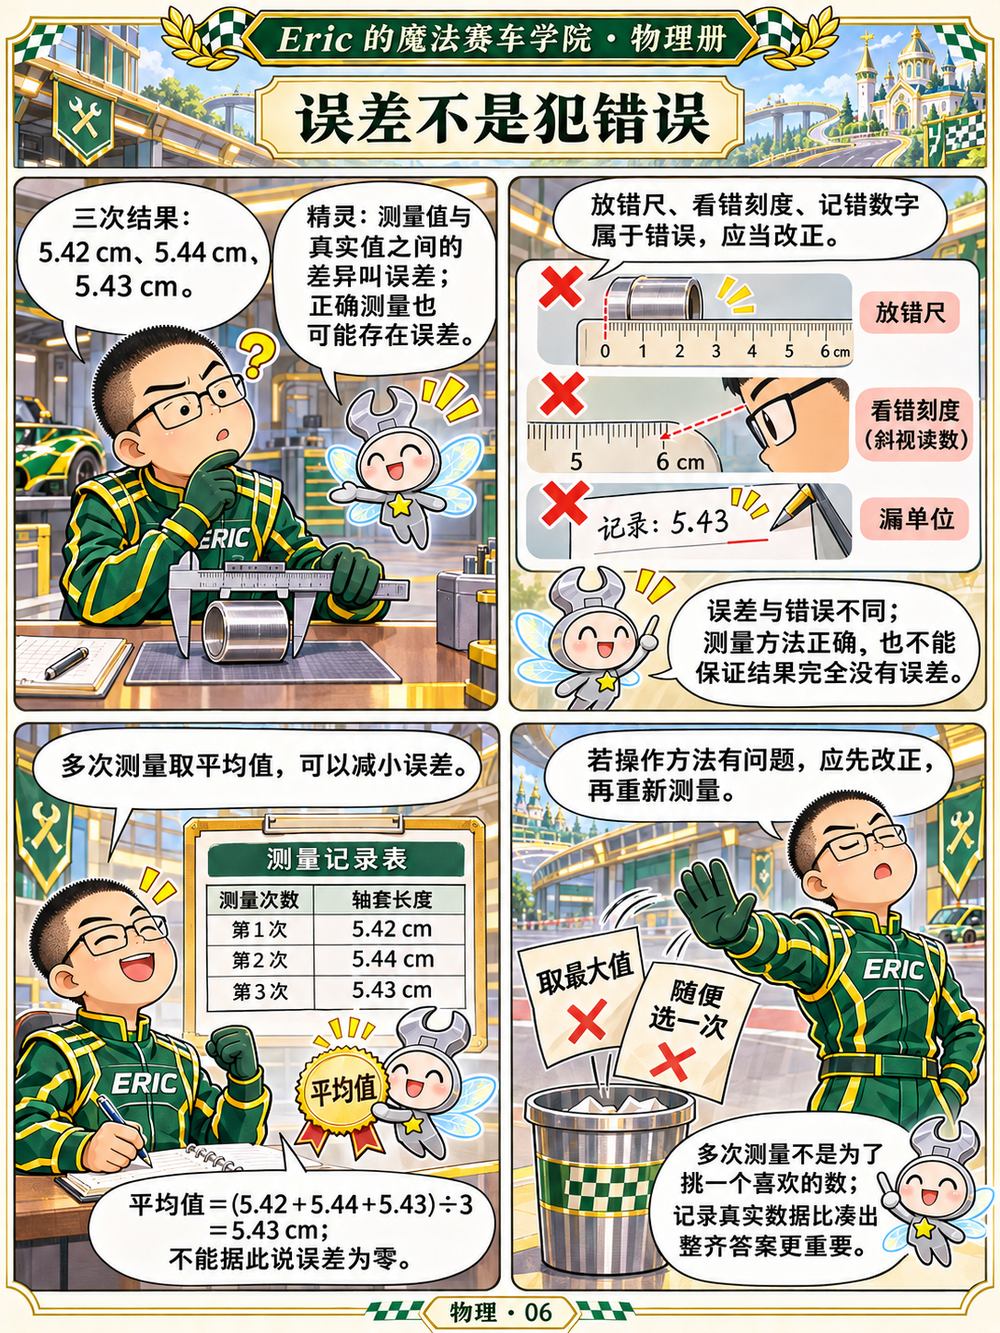 Eric 的魔法赛车学院 · 物理册
误差不是犯错误
三次结果：
5.42 cm、5.44 cm、
5.43 cm。
精灵：测量值与
真实值之间的
差异叫误差；
正确测量也
可能存在误差。
?
ERIC
放错尺、看错刻度、记错数字
属于错误，应当改正。
0 1 2 3 4 5 6 cm
放错尺
5 6 cm
看错刻度
（斜视读数）
记录：5.43
漏单位
误差与错误不同；
测量方法正确，也不能
保证结果完全没有误差。
多次测量取平均值，可以减小误差。
测量记录表
测量次数 轴套长度
第1次 5.42 cm
第2次 5.44 cm
第3次 5.43 cm
ERIC
平均值
平均值＝(5.42＋5.44＋5.43)÷3
＝5.43 cm；
不能据此说误差为零。
若操作方法有问题，应先改正，
再重新测量。
取最大值
随便
选一次
ERIC
多次测量不是为了
挑一个喜欢的数；
记录真实数据比凑出
整齐答案更重要。
物理 · 06